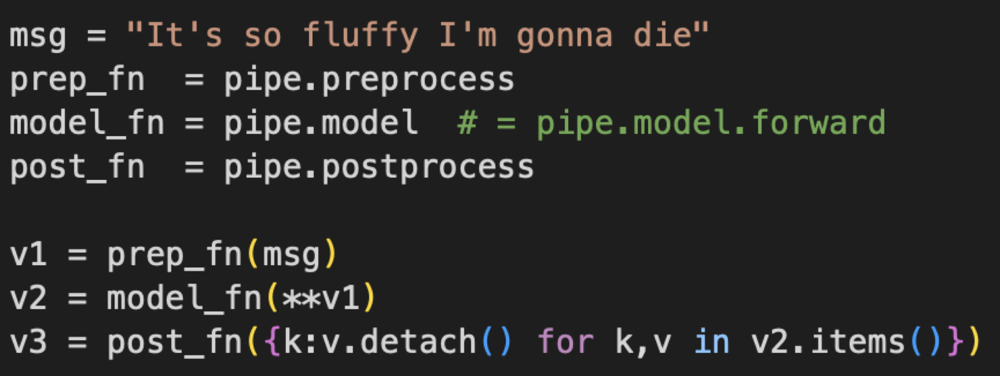 msg = "It's so fluffy I'm gonna die"
prep_fn  = pipe.preprocess
model_fn = pipe.model  # = pipe.model.forward
post_fn  = pipe.postprocess

v1 = prep_fn(msg)
v2 = model_fn(**v1)
v3 = post_fn({k:v.detach() for k,v in v2.items()})